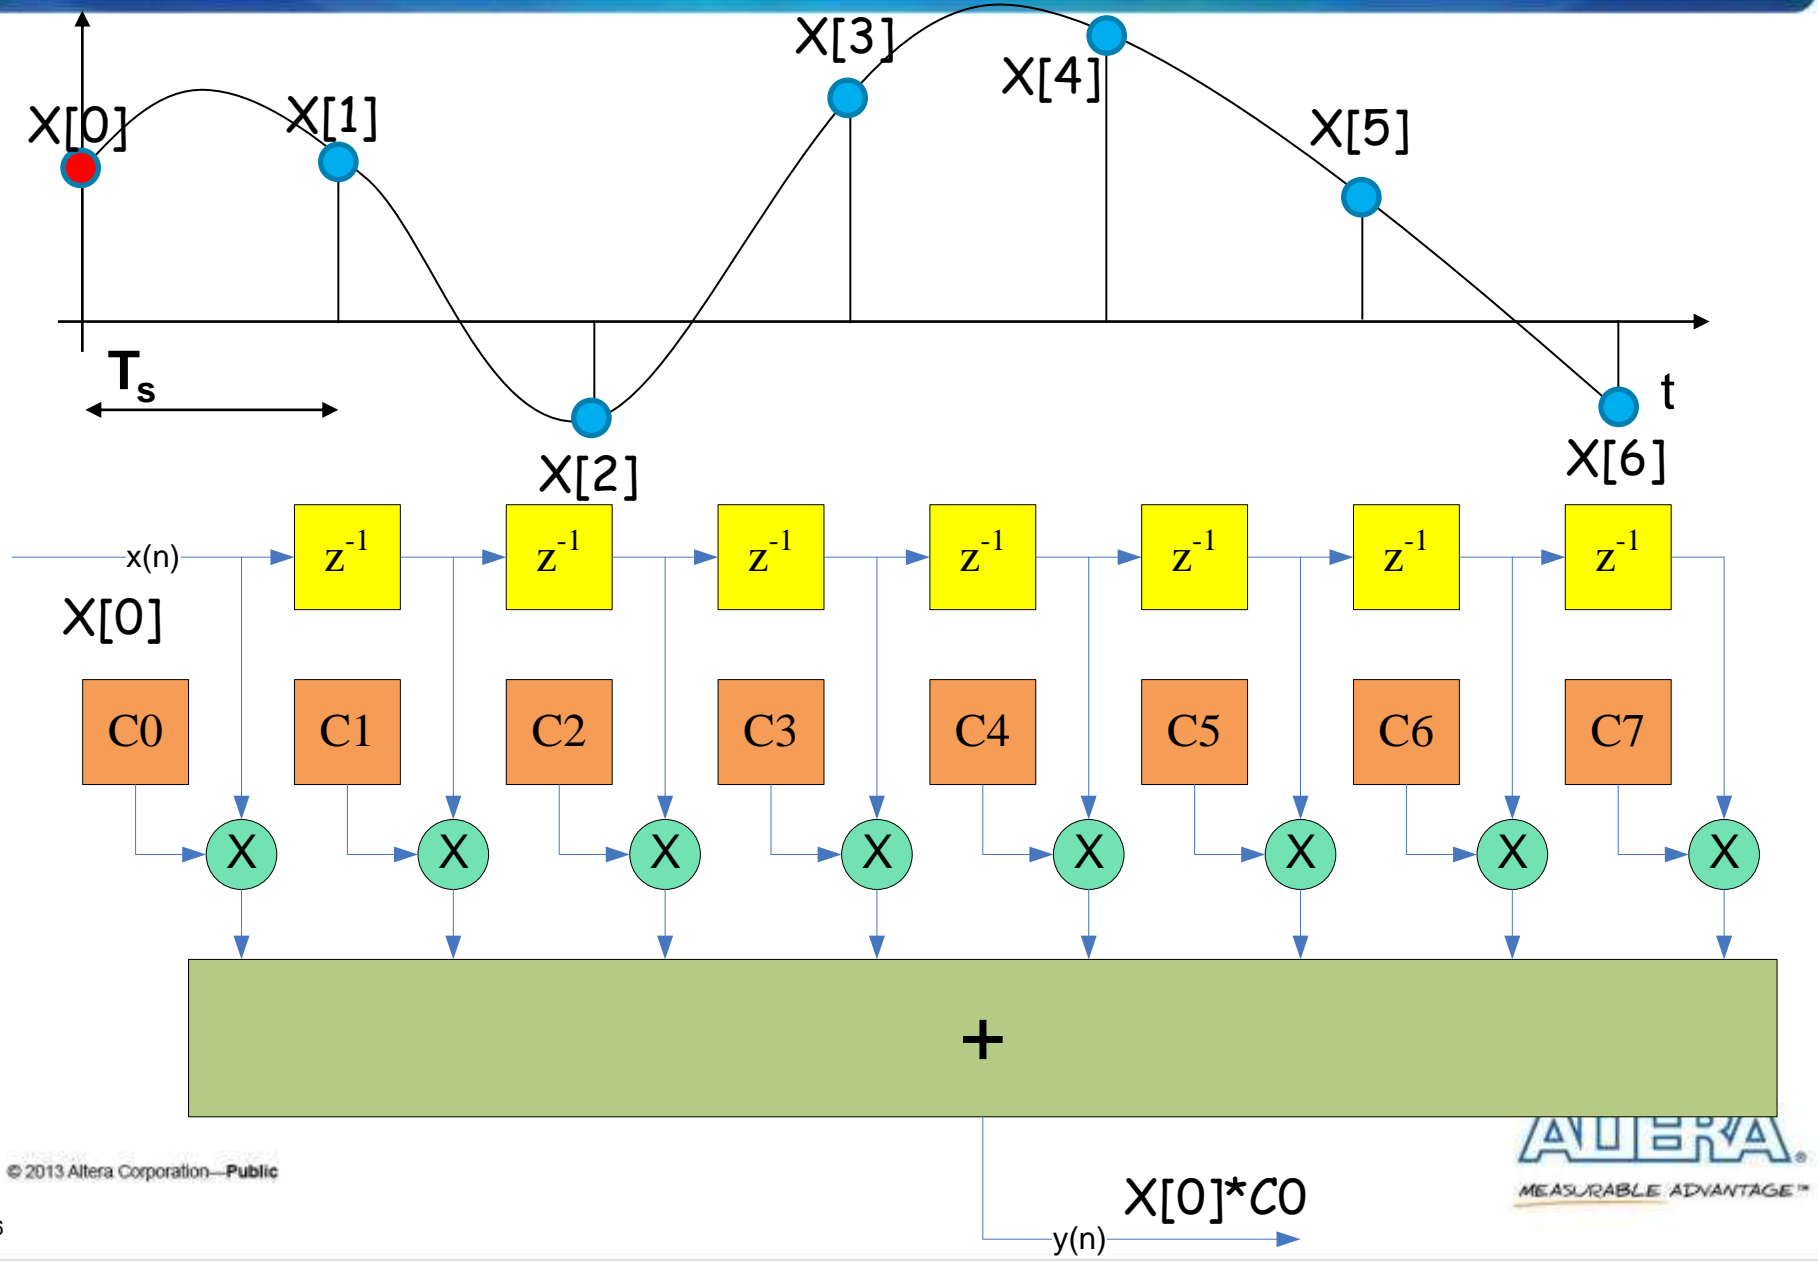 X[3]
X[4]
X[0]
X[1]
X[5]
Ts
t
X[2]
X[6]
x(n)
z-1
z-1
z-1
z-1
z-1
z-1
z-1
X[0]
C0
C1
C2
C3
C4
C5
C6
C7
X
X
X
X
X
X
X
X
+
ALTERA®
© 2013 Altera Corporation—Public
MEASURABLE ADVANTAGE™
X[0]*C0
y(n)